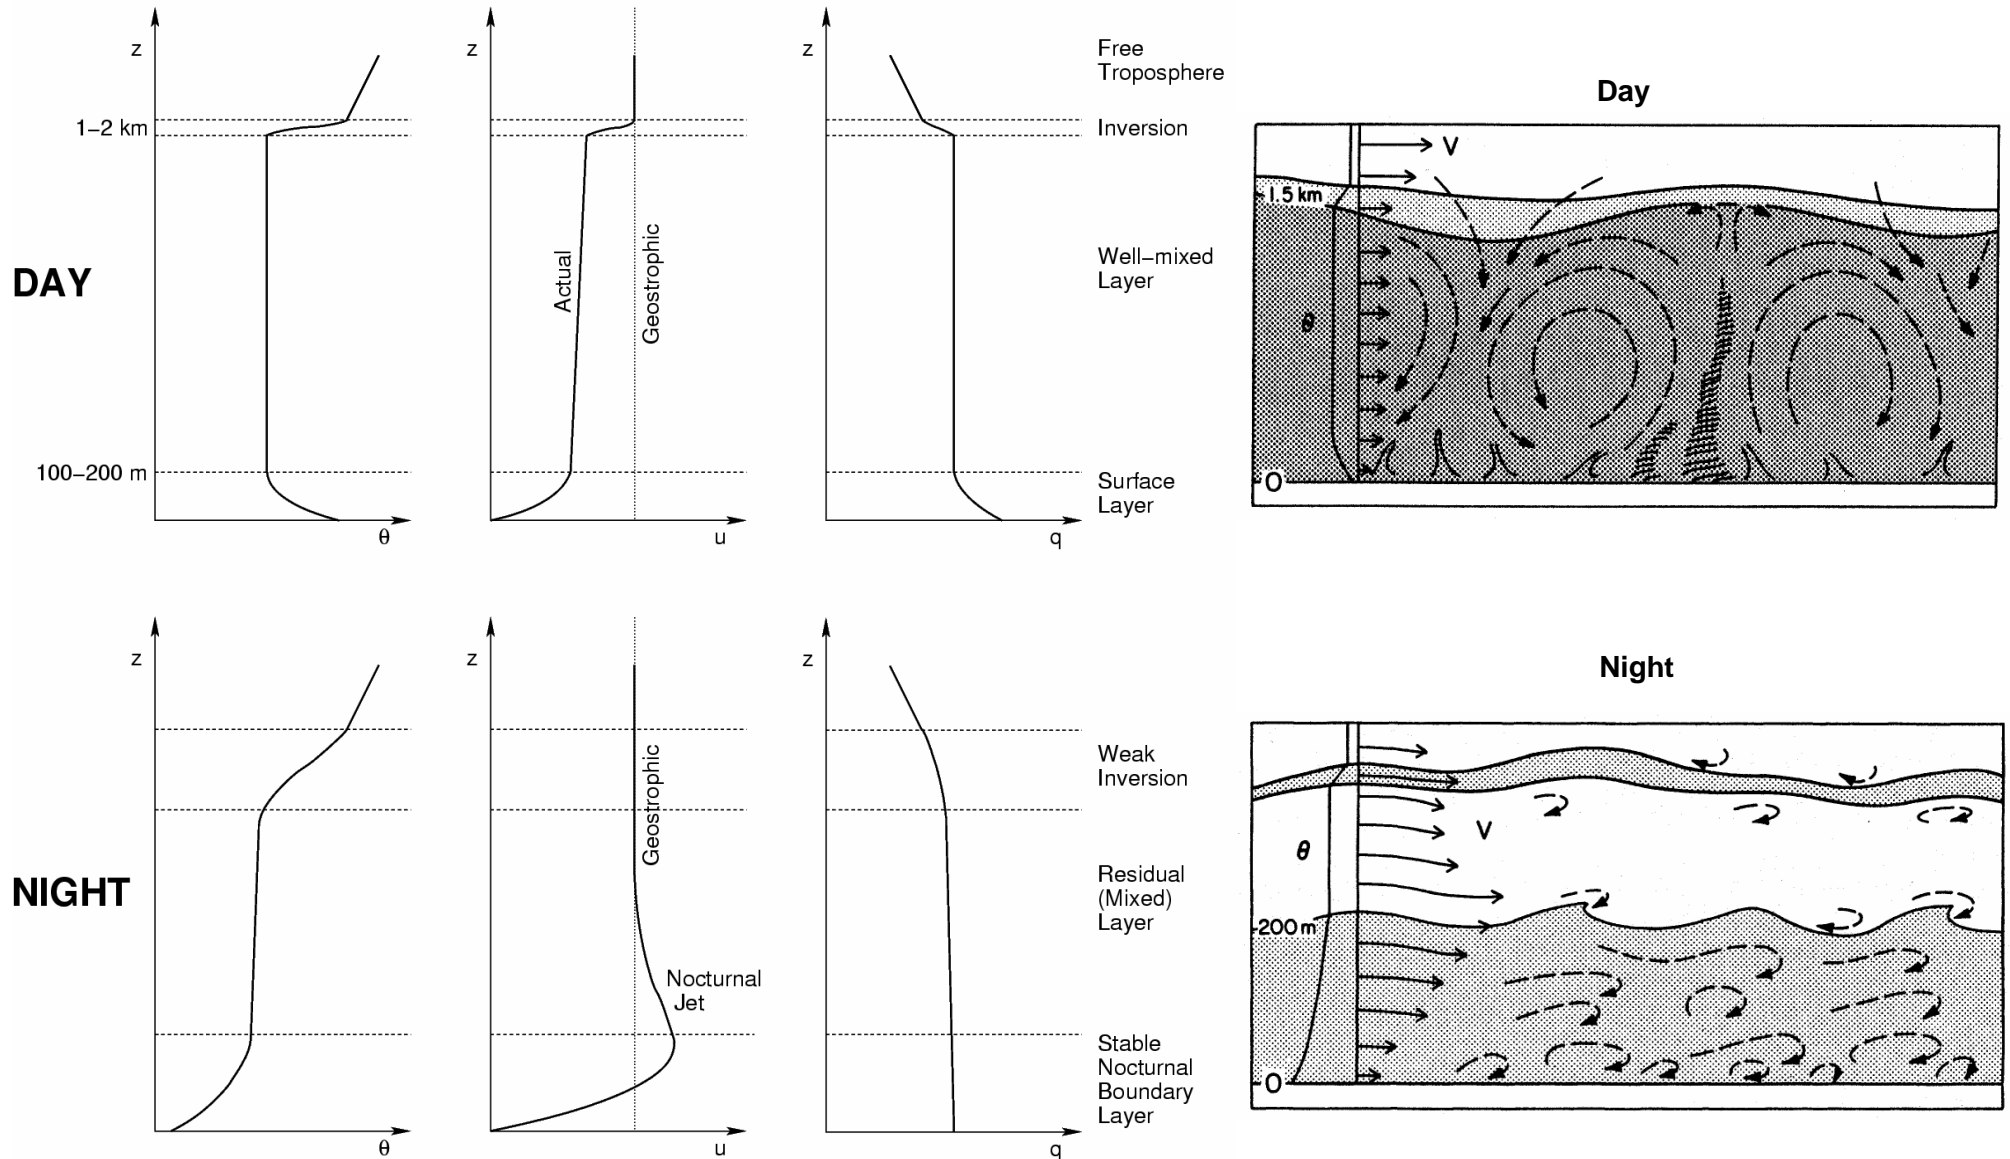 DAY
z
1–2 km
100–200 m
θ
z
Actual
Geostrophic
u
z
q
Free
Troposphere
Inversion
Well–mixed
Layer
Surface
Layer
Day
V
1.5 km
θ
0
NIGHT
z
θ
z
Geostrophic
Nocturnal
Jet
u
z
q
Weak
Inversion
Residual
(Mixed)
Layer
Stable
Nocturnal
Boundary
Layer
Night
V
θ
200 m
0